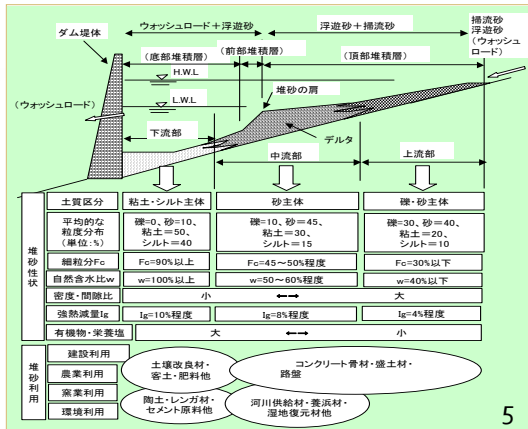 ダム堤体
ウォッシュロード＋浮遊砂
浮遊砂＋掃流砂
掃流砂
浮遊砂
(ウォッシュ
ロード)
(底部堆積層)
(前部堆積層)
(頂部堆積層)
H.W.L
L.W.L
堆砂の肩
(ウォッシュロード)
デルタ
下流部
中流部
上流部
堆砂性状
土質区分
粘土・シルト主体
砂主体
礫・砂主体
平均的な
粒度分布
(単位：%)
礫=0、砂=10、
粘土=50、
シルト=40
礫=10、砂=45、
粘土=30、
シルト=15
礫=30、砂=40、
粘土=20、
シルト=10
細粒分Fc
Fc=90%以上
Fc=45～50%程度
Fc=30%以下
自然含水比w
w=100%以上
w=50～60%程度
w=40%以下
密度・間隙比
小 ←→ 大
強熱減量Ig
Ig=10%程度
Ig=8%程度
Ig=4%程度
有機物・栄養塩
大 ←→ 小
堆砂利用
建設利用
農業利用
窯業利用
環境利用
土壌改良材・
客土・肥料他
コンクリート骨材・盛土材・
路盤
陶土・レンガ材・
セメント原料他
河川供給材・養浜材・
湿地復元材他
5